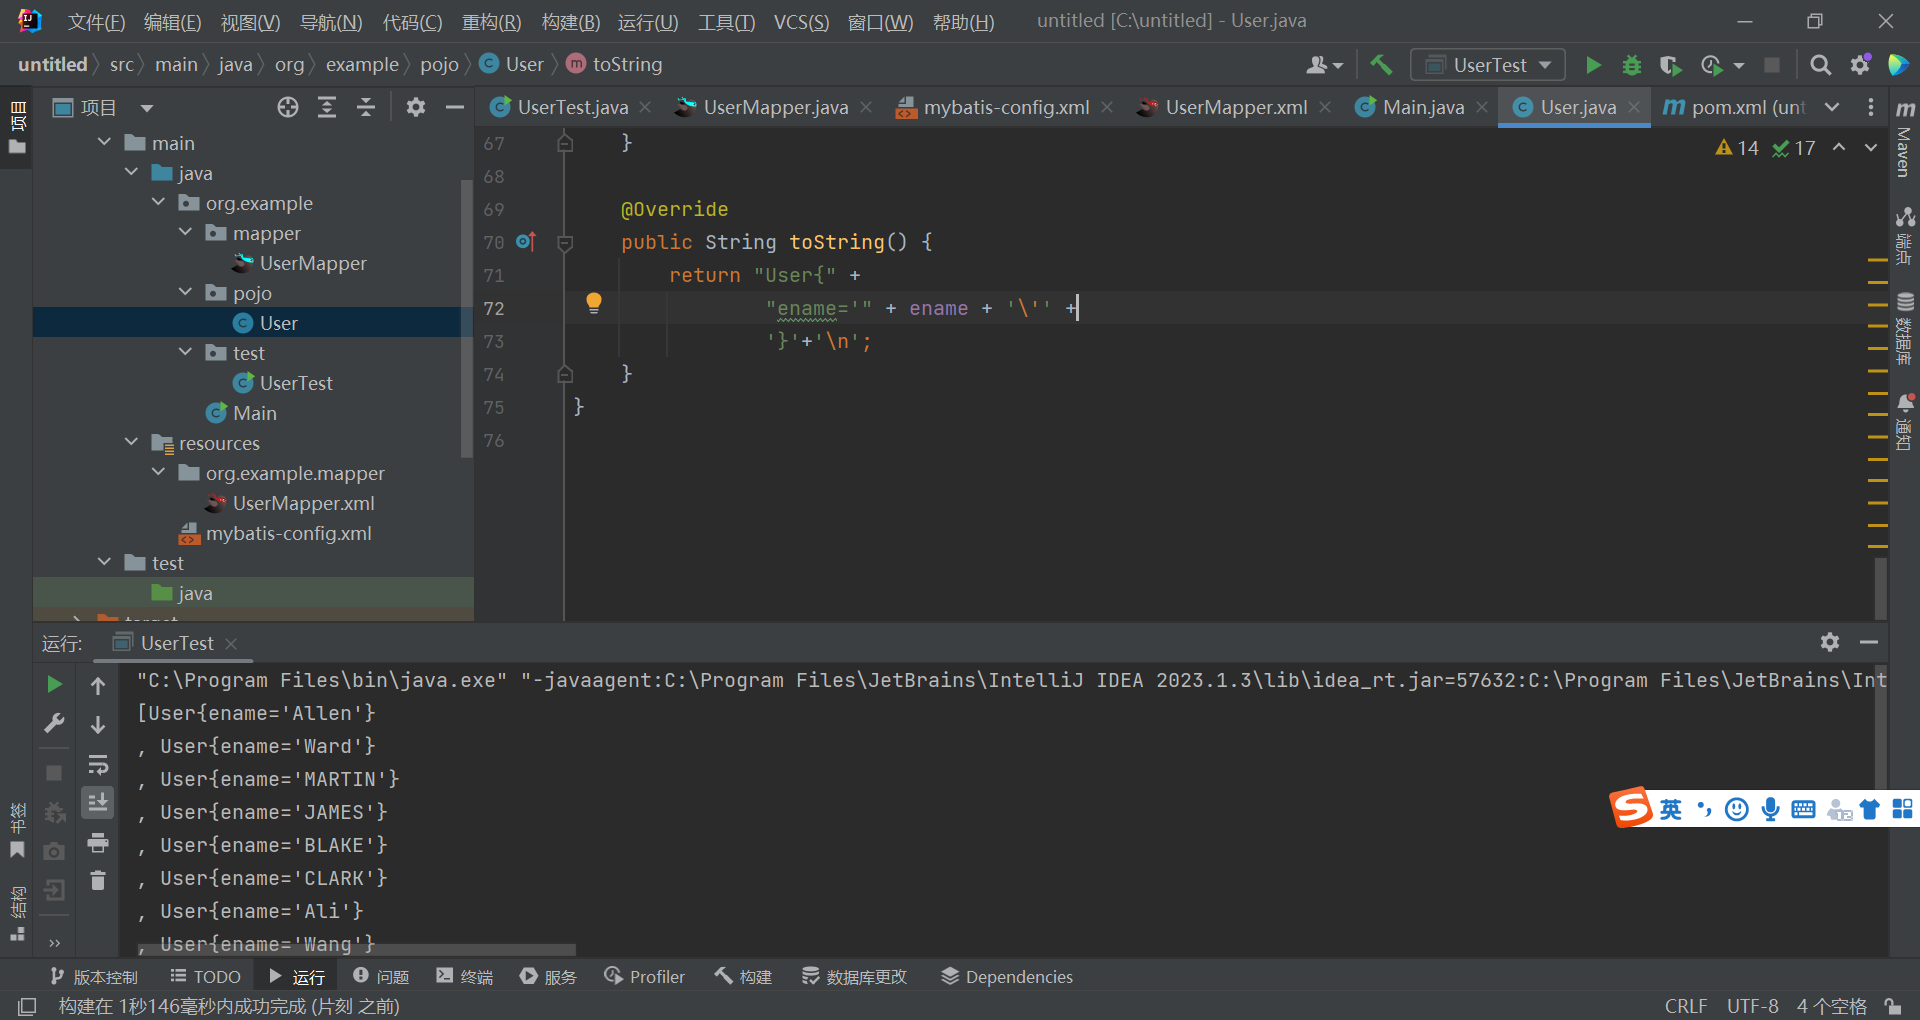 文件(F) 编辑(E) 视图(V) 导航(N) 代码(C) 重构(R) 构建(B) 运行(U) 工具(T) VCS(S) 窗口(W) 帮助(H) untitled [C:\untitled] - User.java
untitled src main java org example pojo User toString UserTest
项目
UserTest.java UserMapper.java mybatis-config.xml UserMapper.xml Main.java User.java pom.xml (unt
项目
main
java
org.example
mapper
UserMapper
pojo
User
test
UserTest
Main
resources
org.example.mapper
UserMapper.xml
mybatis-config.xml
test
java
14 17
67 }
68
69 @Override
70 public String toString() {
71 return "User{" +
72 "ename='" + ename + '\'' +
73 '}'+'\n';
74 }
75 }
76
Maven
端点
数据库
通知
运行: UserTest
"C:\Program Files\bin\java.exe" "-javaagent:C:\Program Files\JetBrains\IntelliJ IDEA 2023.1.3\lib\idea_rt.jar=57632:C:\Program Files\JetBrains\Int
[User{ename='Allen'}
, User{ename='Ward'}
, User{ename='MARTIN'}
, User{ename='JAMES'}
, User{ename='BLAKE'}
, User{ename='CLARK'}
, User{ename='Ali'}
, User{ename='Wang'}
书签
结构
英
版本控制 TODO 运行 问题 终端 服务 Profiler 构建 数据库更改 Dependencies
构建在 1秒146毫秒内成功完成 (片刻 之前) CRLF UTF-8 4 个空格